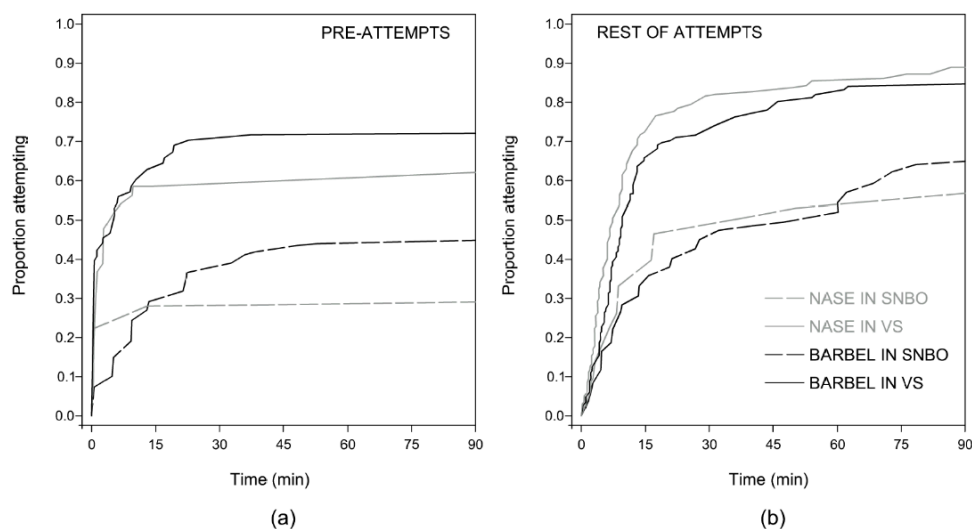 PRE-ATTEMPTS
Proportion attempting
1.0
0.9
0.8
0.7
0.6
0.5
0.4
0.3
0.2
0.1
0.0
0 15 30 45 60 75 90
Time (min)
(a)
REST OF ATTEMPTS
Proportion attempting
1.0
0.9
0.8
0.7
0.6
0.5
0.4
0.3
0.2
0.1
0.0
NASE IN SNBO
NASE IN VS
BARBEL IN SNBO
BARBEL IN VS
0 15 30 45 60 75 90
Time (min)
(b)